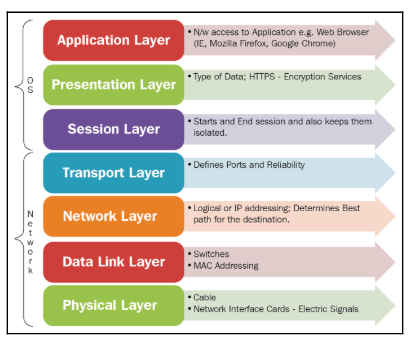 OS
Application Layer
• N/w access to Application e.g. Web Browser
(IE, Mozilla Firefox, Google Chrome)
Presentation Layer
• Type of Data; HTTPS - Encryption Services
Session Layer
• Starts and End session and also keeps them
isolated.
Network
Transport Layer
• Defines Ports and Reliability
Network Layer
• Logical or IP addressing; Determines Best
path for the destination.
Data Link Layer
• Switches
• MAC Addressing
Physical Layer
• Cable
• Network Interface Cards - Electric Signals